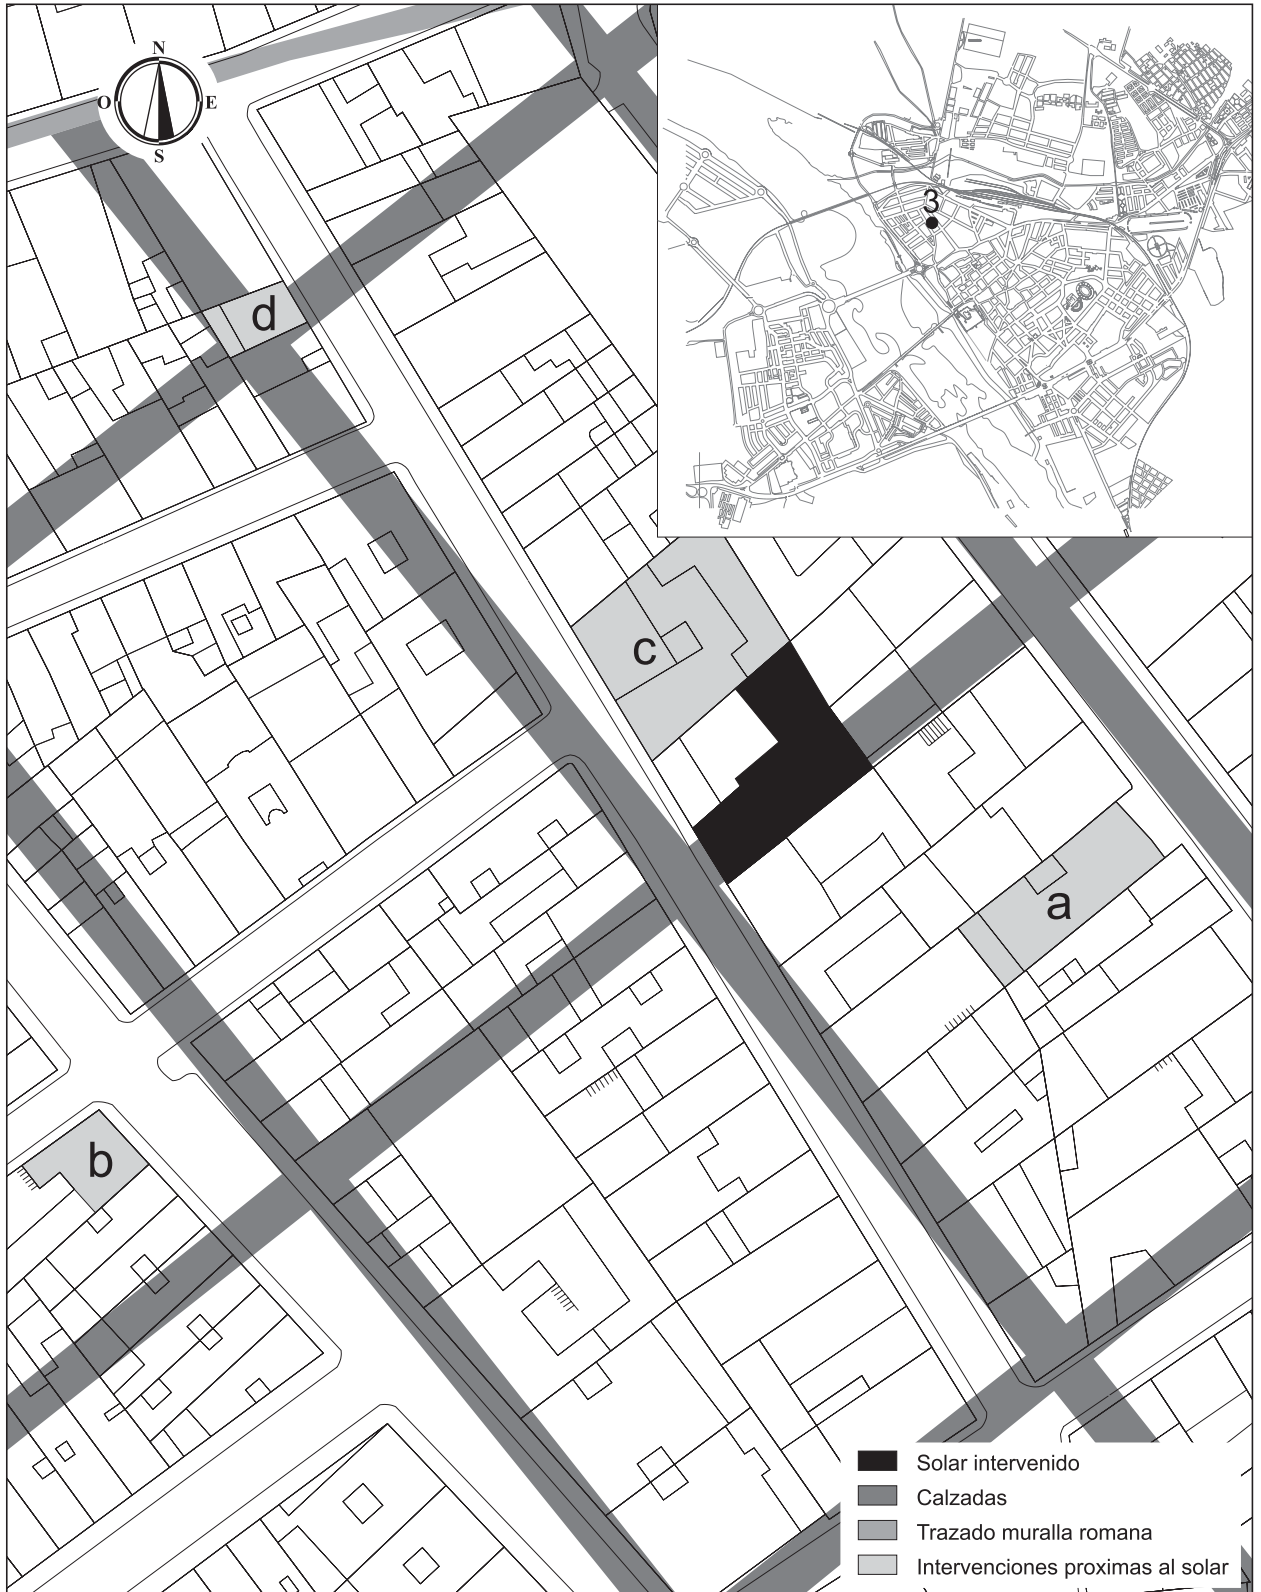 N
O E
S
3
d
c
a
b
Solar intervenido
Calzadas
Trazado muralla romana
Intervenciones proximas al solar